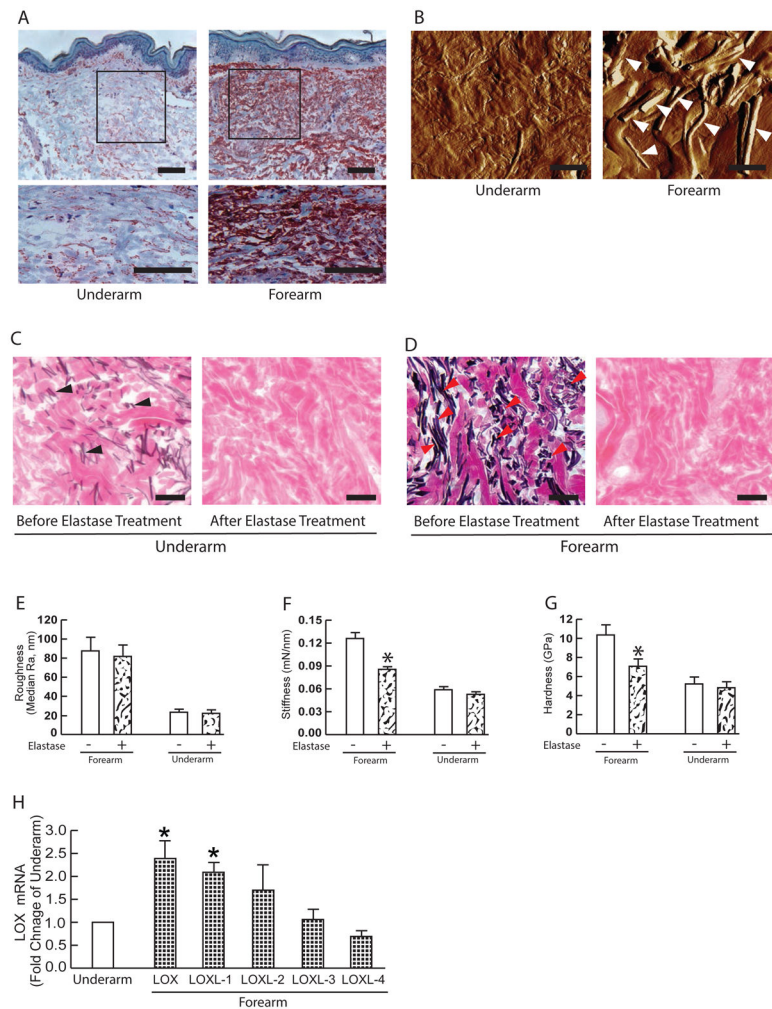 A
B
Underarm
Forearm
Underarm
Forearm
C
D
Before Elastase Treatment
After Elastase Treatment
Underarm
Before Elastase Treatment
After Elastase Treatment
Forearm
E
Roughness
(Median Ra, nm)
120
100
80
60
40
20
0
Elastase
-
+
-
+
Forearm
Underarm
F
Stiffness (mN/nm)
0.15
0.12
0.09
0.06
0.03
0.00
*
Elastase
-
+
-
+
Forearm
Underarm
G
Hardness (GPa)
12
10
8
6
4
2
0
*
Elastase
-
+
-
+
Forearm
Underarm
H
LOX mRNA
(Fold Chnage of Underarm)
3.0
2.5
2.0
1.5
1.0
0.5
0.0
*
*
Underarm
LOX
LOXL-1
LOXL-2
LOXL-3
LOXL-4
Forearm